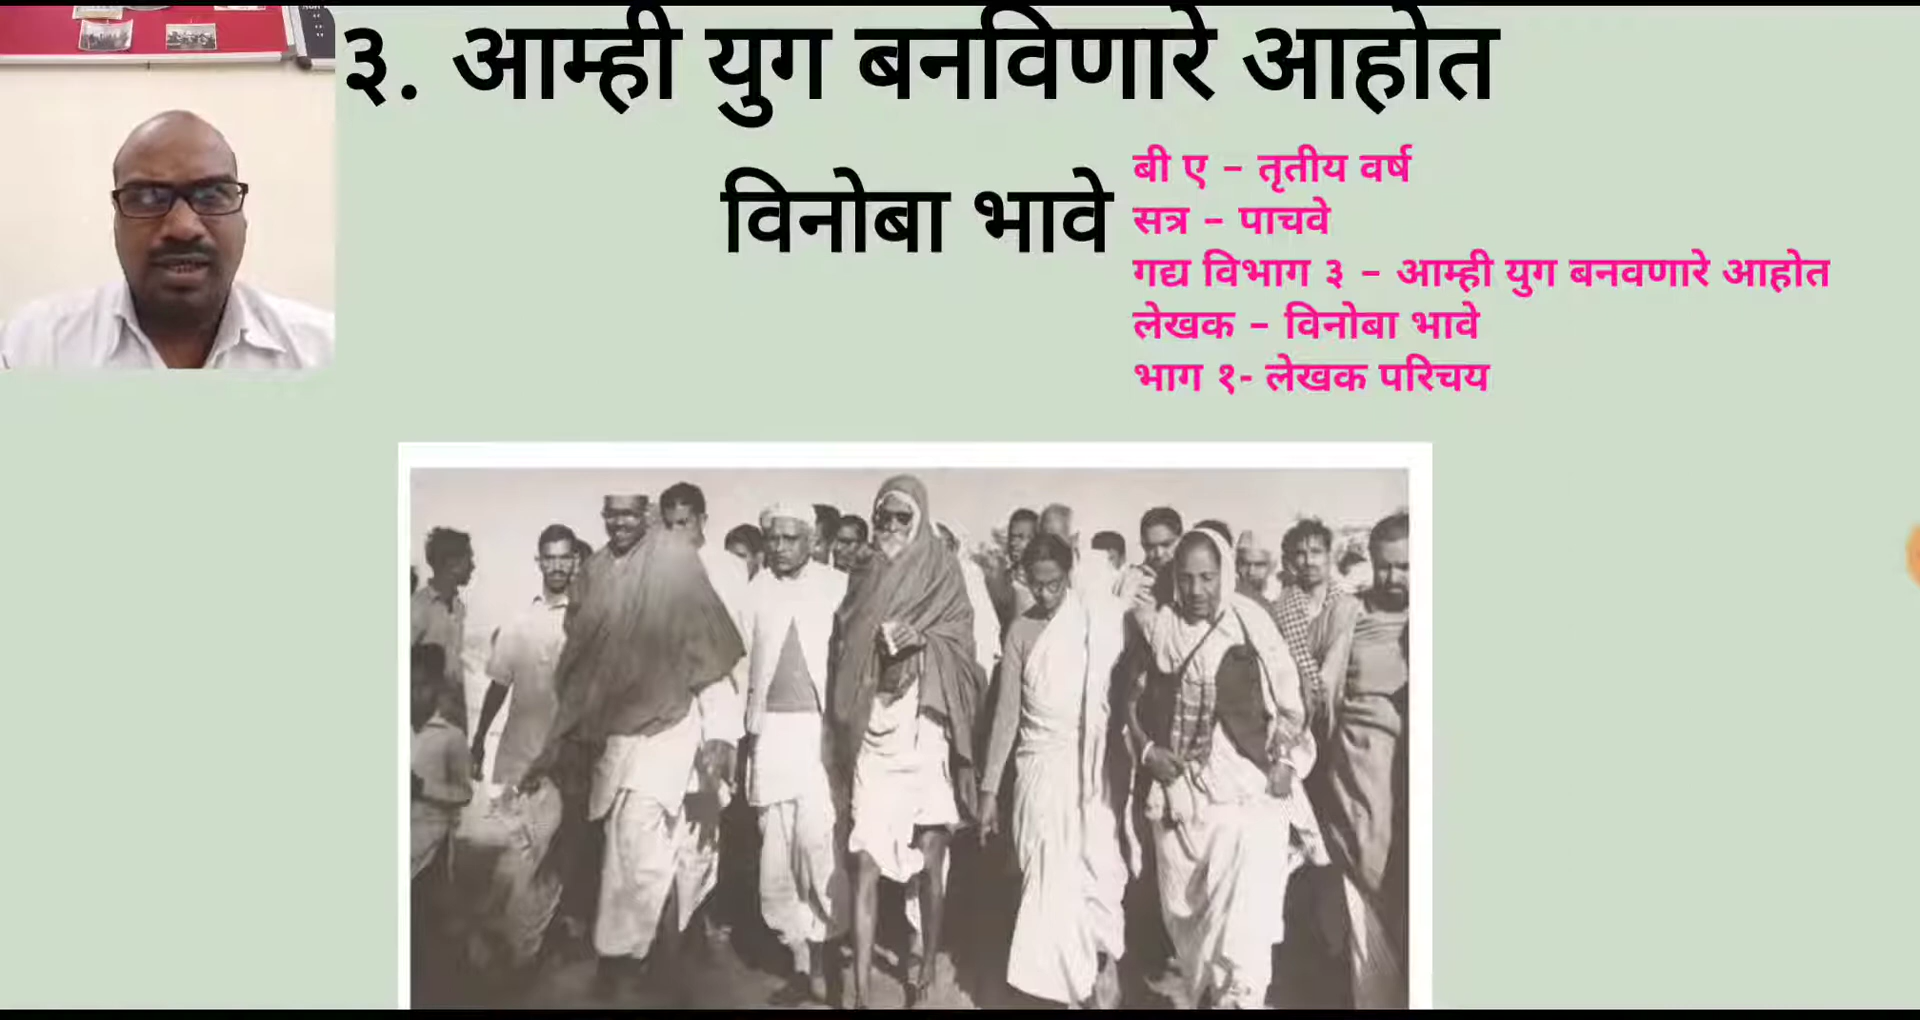 ३. आम्ही युग बनविणारे आहोत
विनोबा भावे
बी ए – तृतीय वर्ष
सत्र – पाचवे
गद्य विभाग ३ – आम्ही युग बनवणारे आहोत
लेखक – विनोबा भावे
भाग १- लेखक परिचय